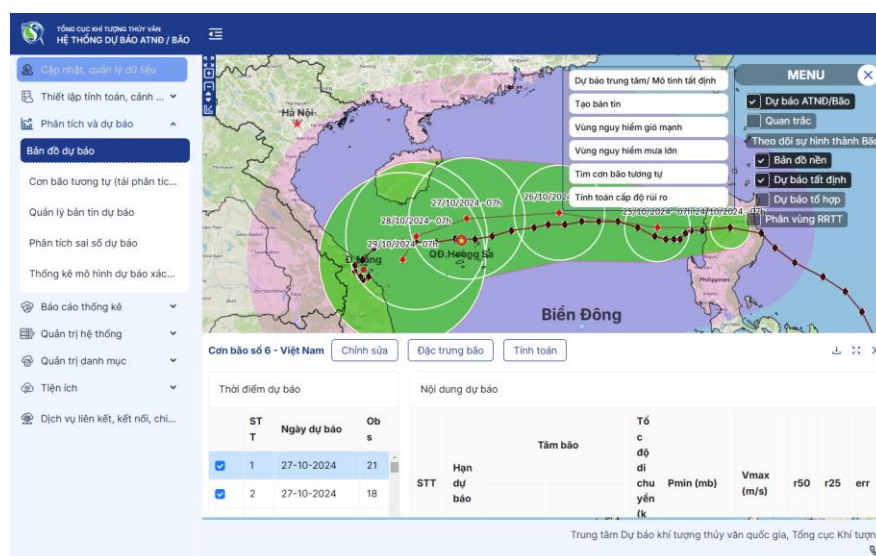 TỔNG CỤC KHÍ TƯỢNG THỦY VĂN
HỆ THỐNG DỰ BÁO ATNĐ / BÃO
Cập nhật, quản lý dữ liệu
Thiết lập tính toán, cảnh ...
Phân tích và dự báo
Bản đồ dự báo
Cơn bão tương tự (tái phân tíc...
Quản lý bản tin dự báo
Phân tích sai số dự báo
Thống kê mô hình dự báo xác...
Báo cáo thống kê
Quản trị hệ thống
Quản trị danh mục
Tiện ích
Dịch vụ liên kết, kết nối, chi...
Hà Nội
Dự báo trung tâm/ Mô tình tất định
Tạo bản tin
Vùng nguy hiểm gió mạnh
Vùng nguy hiểm mưa lớn
Tìm cơn bão tương tự
Tính toán cấp độ rủi ro
MENU
Dự báo ATNĐ/Bão
Quan trắc
Theo dõi sự hình thành Bão
Bản đồ nền
Dự báo tất định
Dự báo tổ hợp
Phân vùng RRTT
27/10/2024-07h
26/10/2024
25/10/2024-07h
24/10/2024-07h
28/10/2024-07h
29/10/2024-07h
Đ.Nẵng
QĐ.Hoàng Sa
Biển Đông
Philippines
Cơn bão số 6 - Việt Nam
Chỉnh sửa
Đặc trưng bão
Tính toán
Thời điểm dự báo
Nội dung dự báo
ST
T
Ngày dự báo
Ob
s
1
27-10-2024
21
2
27-10-2024
18
STT
Hạn
dự
báo
Tâm bão
Tố
c
độ
di
chu
yển
(k
Pmin (mb)
Vmax
(m/s)
r50
r25
err
Trung tâm Dự báo khí tượng thủy văn quốc gia, Tổng cục Khí tượn